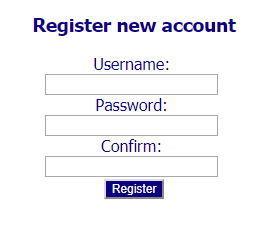 Register new account
Username:
Password:
Confirm:
Register